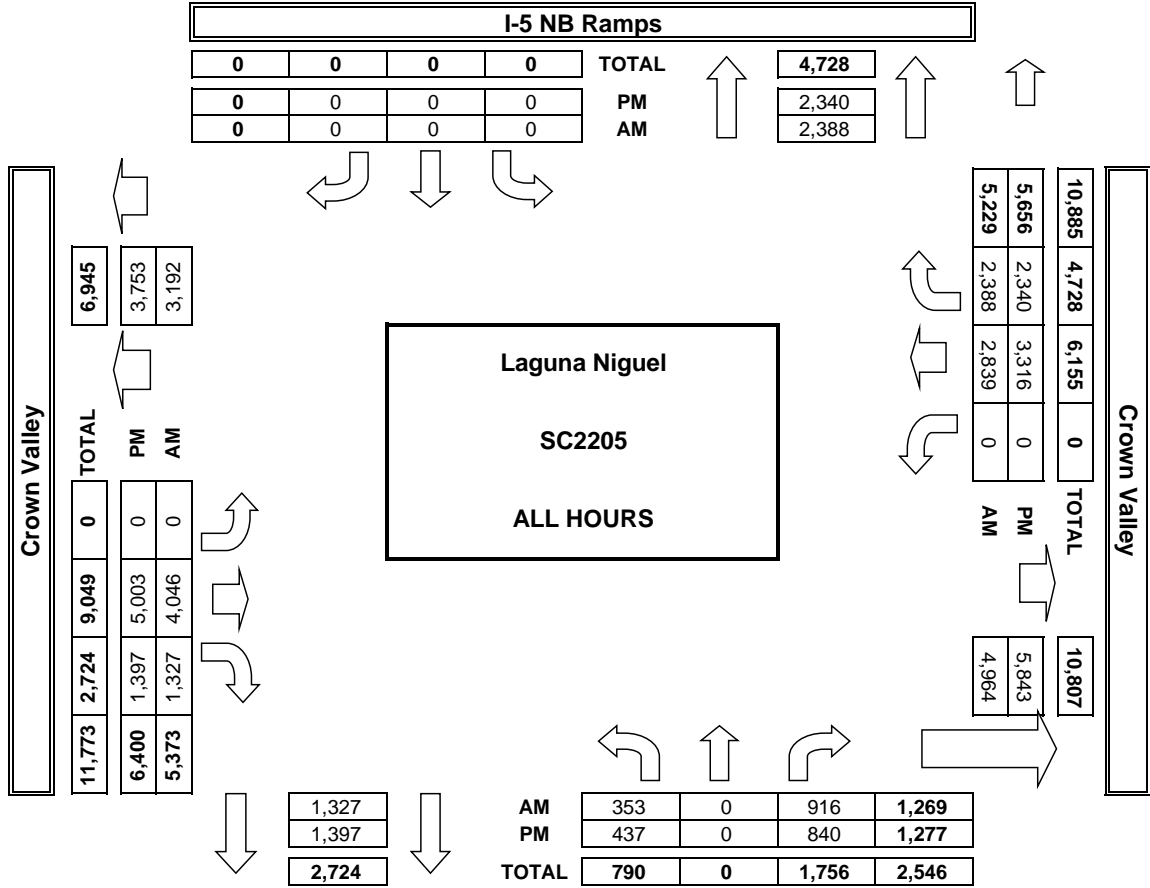 I-5 NB Ramps
0 0 0 0 TOTAL 4,728
0 0 0 0 PM 2,340
0 0 0 0 AM 2,388
Crown Valley
6,945
3,753
3,192
TOTAL PM AM
0 0 0
9,049 5,003 4,046
2,724 1,397 1,327
11,773 6,400 5,373
Laguna Niguel
SC2205
ALL HOURS
10,885 4,728 6,155 0 TOTAL
5,656 2,340 3,316 0 PM
5,229 2,388 2,839 0 AM
10,807
5,843
4,964
Crown Valley
1,327 AM 353 0 916 1,269
1,397 PM 437 0 840 1,277
2,724 TOTAL 790 0 1,756 2,546